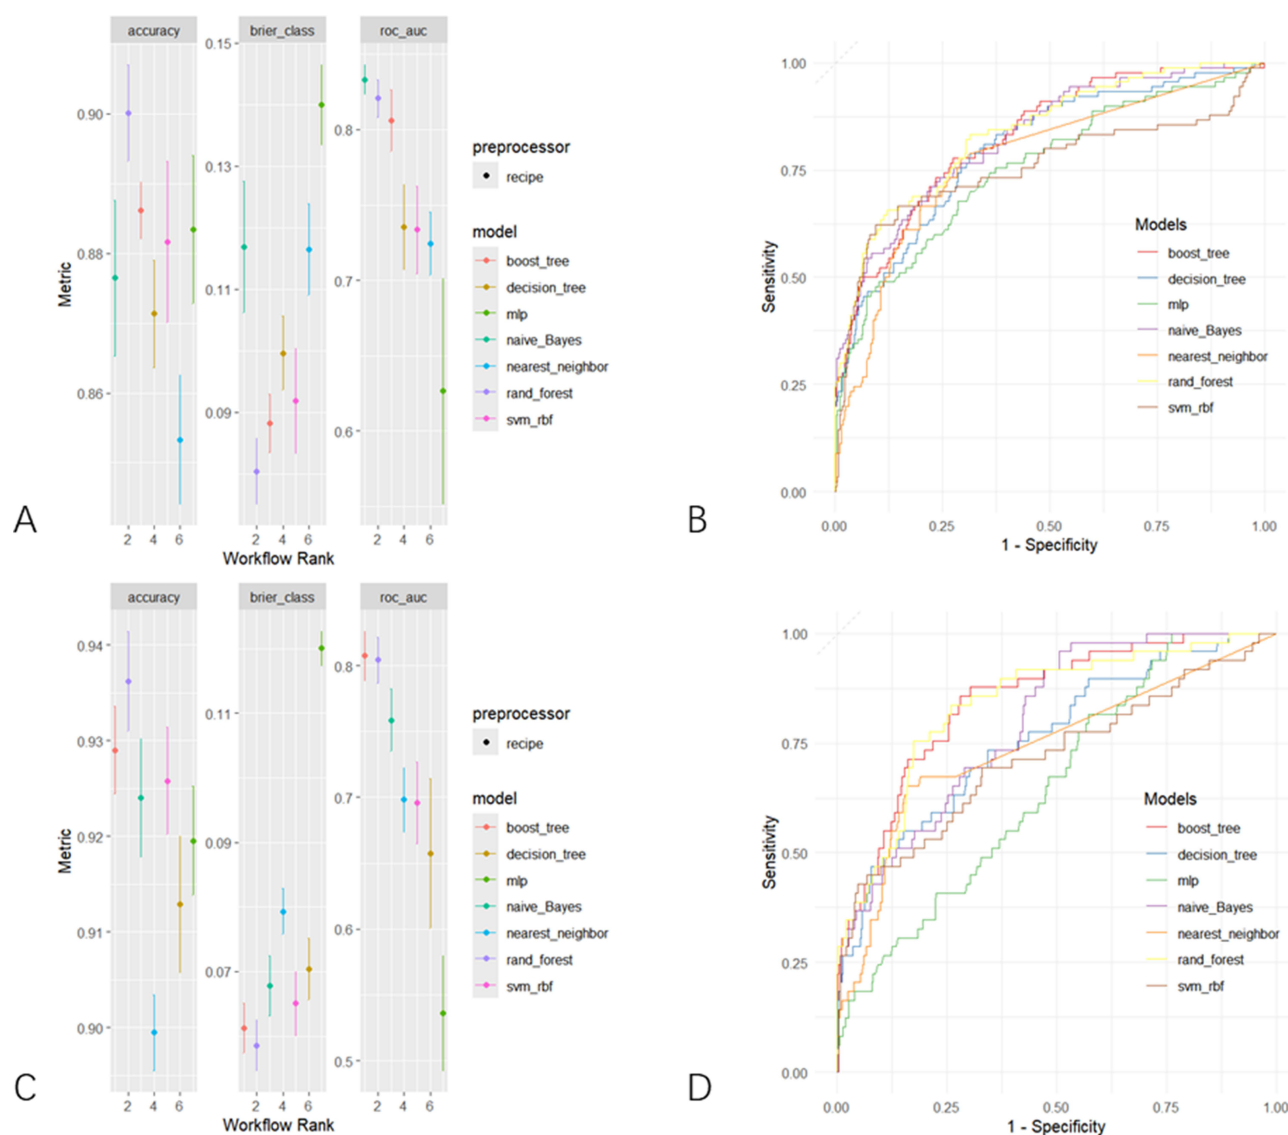 accuracy
brier_class
roc_auc
0.15
0.90
0.13
0.8
0.88
0.11
0.7
0.86
0.09
0.6
Metric
2 4 6
2 4 6
2 4 6
Workflow Rank
preprocessor
recipe
model
boost_tree
decision_tree
mlp
naive_Bayes
nearest_neighbor
rand_forest
svm_rbf
A
1.00
0.75
0.50
0.25
0.00
Sensitivity
0.00 0.25 0.50 0.75 1.00
1 - Specificity
Models
boost_tree
decision_tree
mlp
naive_Bayes
nearest_neighbor
rand_forest
svm_rbf
B
accuracy
brier_class
roc_auc
0.94
0.93
0.92
0.91
0.90
0.11
0.09
0.07
0.8
0.7
0.6
0.5
Metric
2 4 6
2 4 6
2 4 6
Workflow Rank
preprocessor
recipe
model
boost_tree
decision_tree
mlp
naive_Bayes
nearest_neighbor
rand_forest
svm_rbf
C
1.00
0.75
0.50
0.25
0.00
Sensitivity
0.00 0.25 0.50 0.75 1.00
1 - Specificity
Models
boost_tree
decision_tree
mlp
naive_Bayes
nearest_neighbor
rand_forest
svm_rbf
D